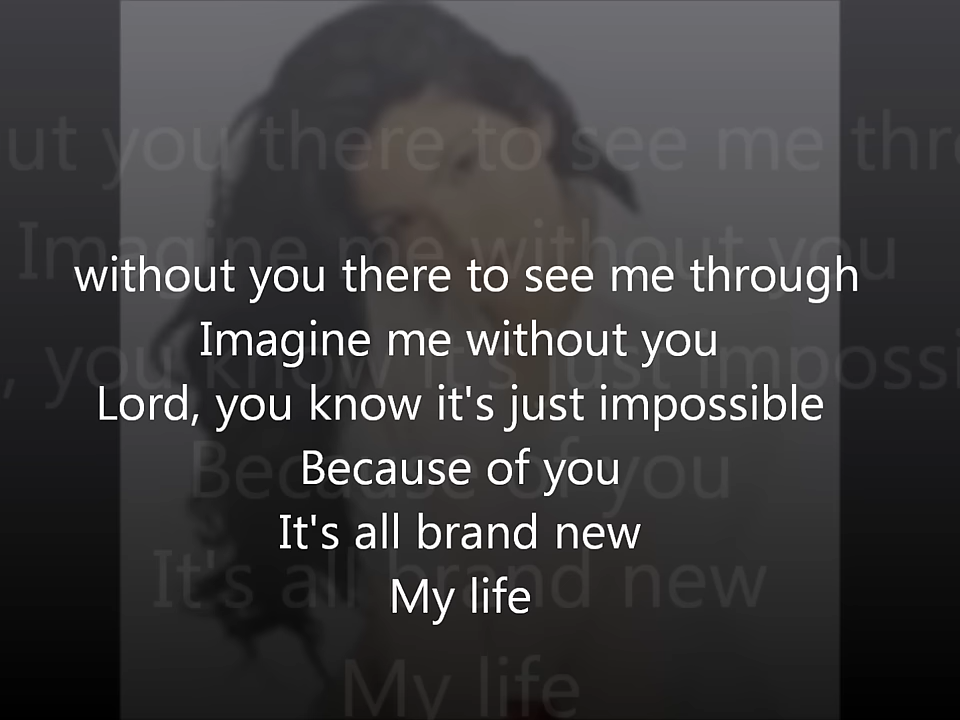 without you there to see me through
Imagine me without you
Lord, you know it's just impossible
Because of you
It's all brand new
My life